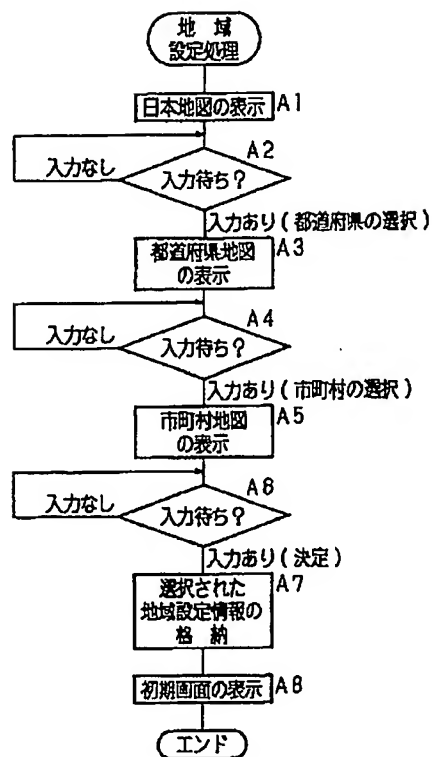 地域
設定処理
日本地図の表示 A1
A2
入力なし
入力待ち?
入力あり(都道府県の選択)
都道府県地図
の表示
A3
A4
入力なし
入力待ち?
入力あり(市町村の選択)
市町村地図
の表示
A5
A6
入力なし
入力待ち?
入力あり(決定)
選択された
地域設定情報の
格納
A7
初期画面の表示 A8
エンド